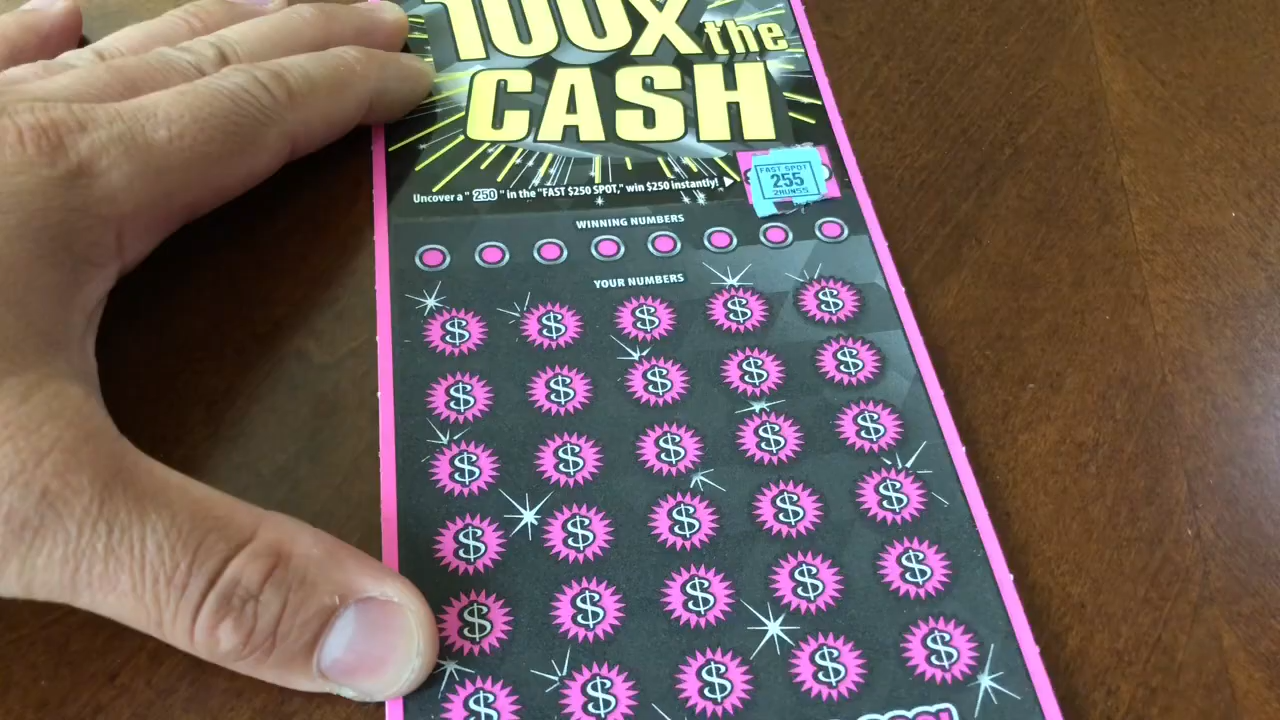 100X the
CASH
Uncover a "250" in the "FAST $250 SPOT," win $250 instantly!
FAST SPOT
255
2HUN55
WINNING NUMBERS
YOUR NUMBERS
$ $ $ $ $
$ $ $ $ $
$ $ $ $ $
$ $ $ $ $
$ $ $ $ $
$ $ $ $ $